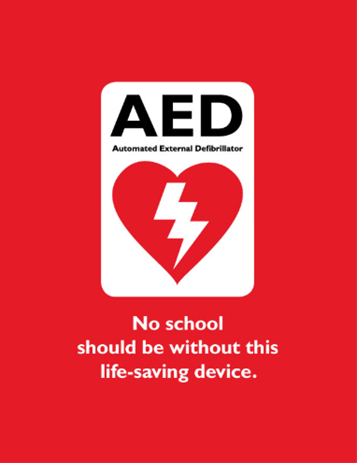 AED
Automated External Defibrillator
No school
should be without this
life-saving device.